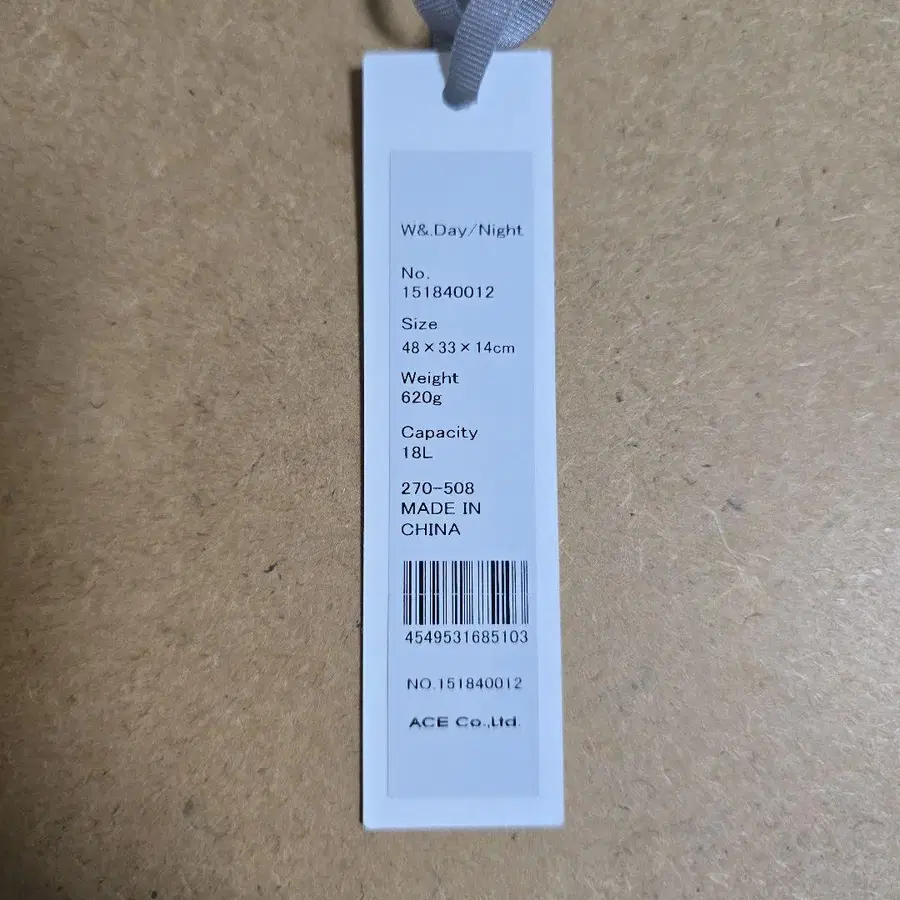 W&.Day/Night
No.
151840012
Size
48×33×14cm
Weight
620g
Capacity
18L
270-508
MADE IN
CHINA
4549531685103
NO.151840012
ACE Co.,Ltd.